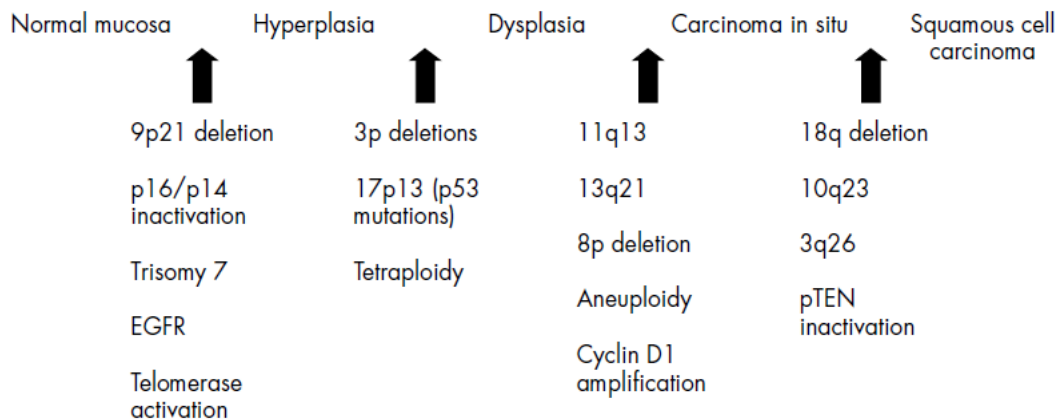 Normal mucosa
Hyperplasia
Dysplasia
Carcinoma in situ
Squamous cell
carcinoma
9p21 deletion
p16/p14
inactivation
Trisomy 7
EGFR
Telomerase
activation
3p deletions
17p13 (p53
mutations)
Tetraploidy
11q13
13q21
8p deletion
Aneuploidy
Cyclin D1
amplification
18q deletion
10q23
3q26
pTEN
inactivation